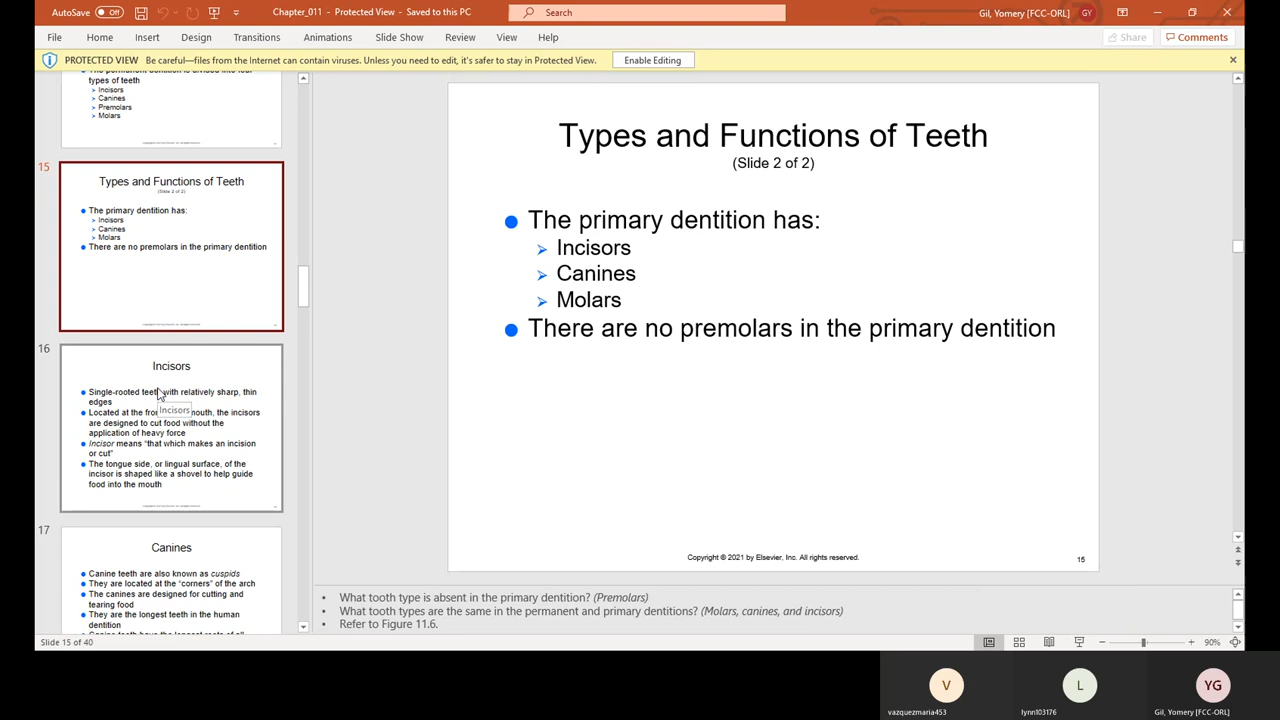 AutoSave Off Chapter_011 - Protected View - Saved to this PC Search Gil, Yomery [FCC-ORL] GY
File Home Insert Design Transitions Animations Slide Show Review View Help Share Comments
PROTECTED VIEW Be careful—files from the Internet can contain viruses. Unless you need to edit, it's safer to stay in Protected View. Enable Editing
types of teeth
Incisors
Canines
Premolars
Molars
15
Types and Functions of Teeth
(Slide 2 of 2)
The primary dentition has:
Incisors
Canines
Molars
There are no premolars in the primary dentition
16
Incisors
Single-rooted teeth with relatively sharp, thin
edges
Located at the fro mouth, the incisors
are designed to cut food without the
application of heavy force
Incisors
Incisor means “that which makes an incision
or cut”
The tongue side, or lingual surface, of the
incisor is shaped like a shovel to help guide
food into the mouth
17
Canines
Canine teeth are also known as cuspids
They are located at the “corners” of the arch
The canines are designed for cutting and
tearing food
They are the longest teeth in the human
dentition
Types and Functions of Teeth
(Slide 2 of 2)
The primary dentition has:
Incisors
Canines
Molars
There are no premolars in the primary dentition
Copyright © 2021 by Elsevier, Inc. All rights reserved.
15
What tooth type is absent in the primary dentition? (Premolars)
What tooth types are the same in the permanent and primary dentitions? (Molars, canines, and incisors)
Refer to Figure 11.6.
Slide 15 of 40 90%
V L YG
vazquezmaria453 lynn103176 Gil, Yomery [FCC-ORL]